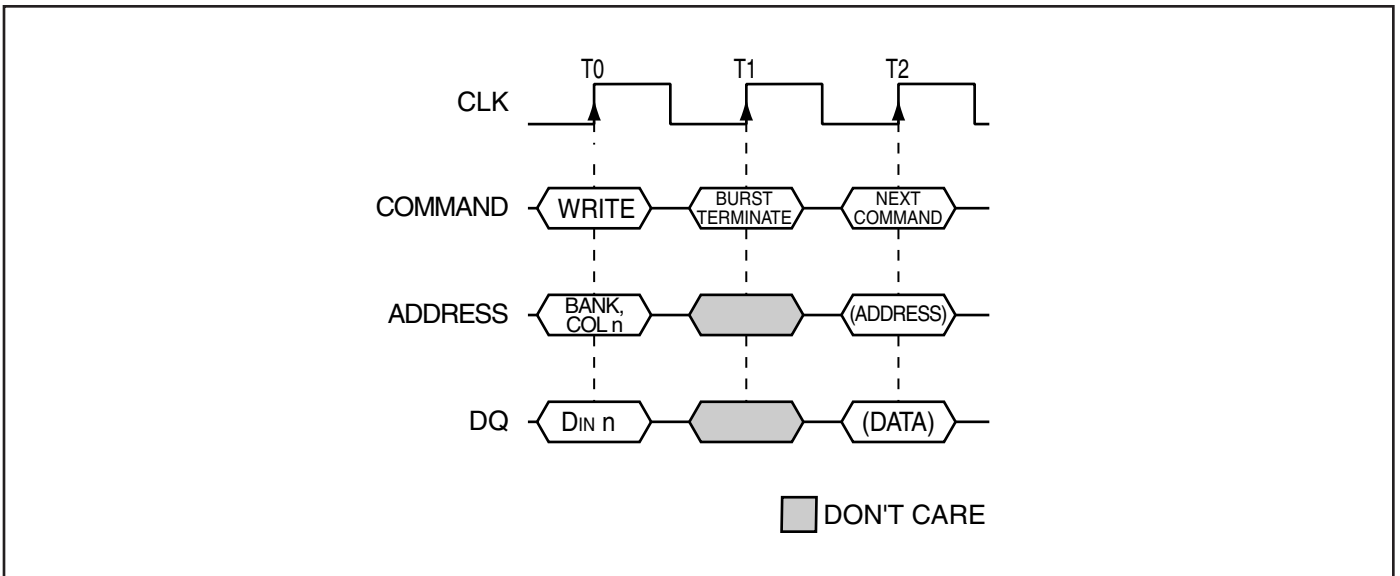 T0 T1 T2
CLK
COMMAND WRITE BURST TERMINATE NEXT COMMAND
ADDRESS BANK, COL n (ADDRESS)
DQ DIN n (DATA)
DON'T CARE